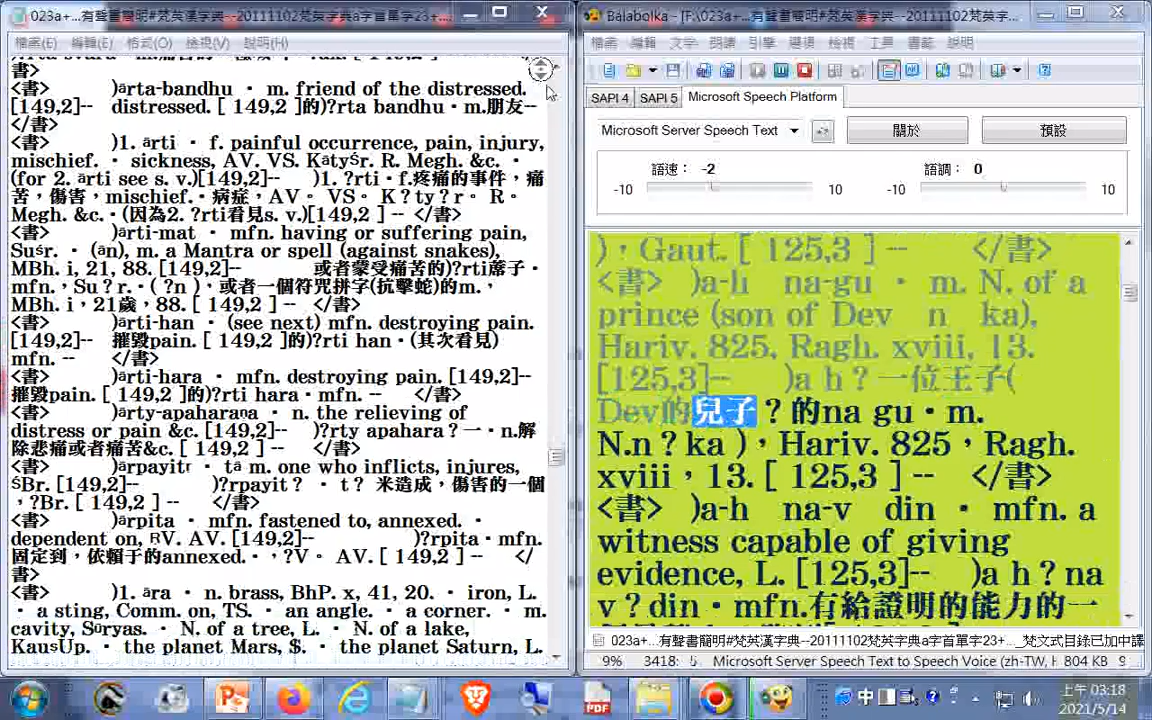 023a+...有聲書簡明#梵英漢字典--20111102梵英字典a字首單字23+...
檔案(E) 編輯(E) 格式(O) 檢視(V) 說明(H)
書>
<書> )ārta-bandhu · m. friend of the distressed.
[149,2]-- distressed. [ 149,2 ]的)?rta bandhu·m.朋友--
</書>
<書> )1. ārti · f. painful occurrence, pain, injury,
mischief. · sickness, AV. VS. KātyŚr. R. Megh. &c. ·
(for 2. ārti see s. v.)[149,2]-- )1. ?rti·f.疼痛的事件，痛
苦，傷害，mischief.·病症，AV。 VS。 K？ty？r。 R。
Megh. &c.·(因為2. ?rti看見s. v.)[149,2 ] -- </書>
<書> )ārti-mat · mfn. having or suffering pain,
Suśr. · (ān), m. a Mantra or spell (against snakes),
MBh. i, 21, 88. [149,2]-- 或者蒙受痛苦的)?rti蓆子·
mfn.，Su？r.·(？n )，或者一個符咒拼字(抗擊蛇)的m.，
MBh. i，21歲，88. [ 149,2 ] -- </書>
<書> )ārti-han · (see next) mfn. destroying pain.
[149,2]-- 摧毀pain. [ 149,2 ]的)?rti han·(其次看見)
mfn. -- </書>
<書> )ārti-hara · mfn. destroying pain. [149,2]--
摧毀pain. [ 149,2 ]的)?rti hara·mfn.-- </書>
<書> )ārty-apaharaṇa · n. the relieving of
distress or pain &c. [149,2]-- )?rty apahara？一·n.解
除悲痛或者痛苦&c. [ 149,2 ] -- </書>
<書> )ārpayitṛ · tā m. one who inflicts, injures,
ŚBr. [149,2]-- )?rpayit？·t？ 米造成，傷害的一個
，?Br. [ 149,2 ] -- </書>
<書> )ārpita · mfn. fastened to, annexed. ·
dependent on, ṚV. AV. [149,2]-- )?rpita·mfn.
固定到，依賴于的annexed.·,?V。 AV. [ 149,2 ] -- </
書>
<書> )1. āra · n. brass, BhP. x, 41, 20. · iron, L.
· a sting, Comm. on, TS. · an angle. · a corner. · m.
cavity, Sūryas. · N. of a tree, L. · N. of a lake,
KaushUp. · the planet Mars, $. · the planet Saturn, L.
Balabolka - [F:\023a+...有聲書簡明#梵英漢字典--20111102梵英字...
檔案 編輯 文字 朗讀 引擎 選項 檢視 工具 書籤 說明
SAPI 4 SAPI 5 Microsoft Speech Platform
Microsoft Server Speech Text 關於 預設
語速: -2 語調: 0
-10 10 -10 10
)，Gaut. [ 125,3 ] -- </書>
<書> )a-h na-gu · m. N. of a
prince (son of Dev n ka),
Hariv. 825, Ragh. xviii, 13.
[125,3]-- )a h？一位王子(
Dev的兒子？的na gu·m.
N.n？ka )，Hariv. 825，Ragh.
xviii，13. [ 125,3 ] -- </書>
<書> )a-h na-v din · mfn. a
witness capable of giving
evidence, L. [125,3]-- )a h？na
v？din·mfn.有給證明的能力的一
023a+...有聲書簡明#梵英漢字典--20111102梵英字典a字首單字23+..._梵文式目錄已加中譯
9% 3418: 5 Microsoft Server Speech Text to Speech Voice (zh-TW, H 804 KB 9
中
上午 03:18
2021/5/14